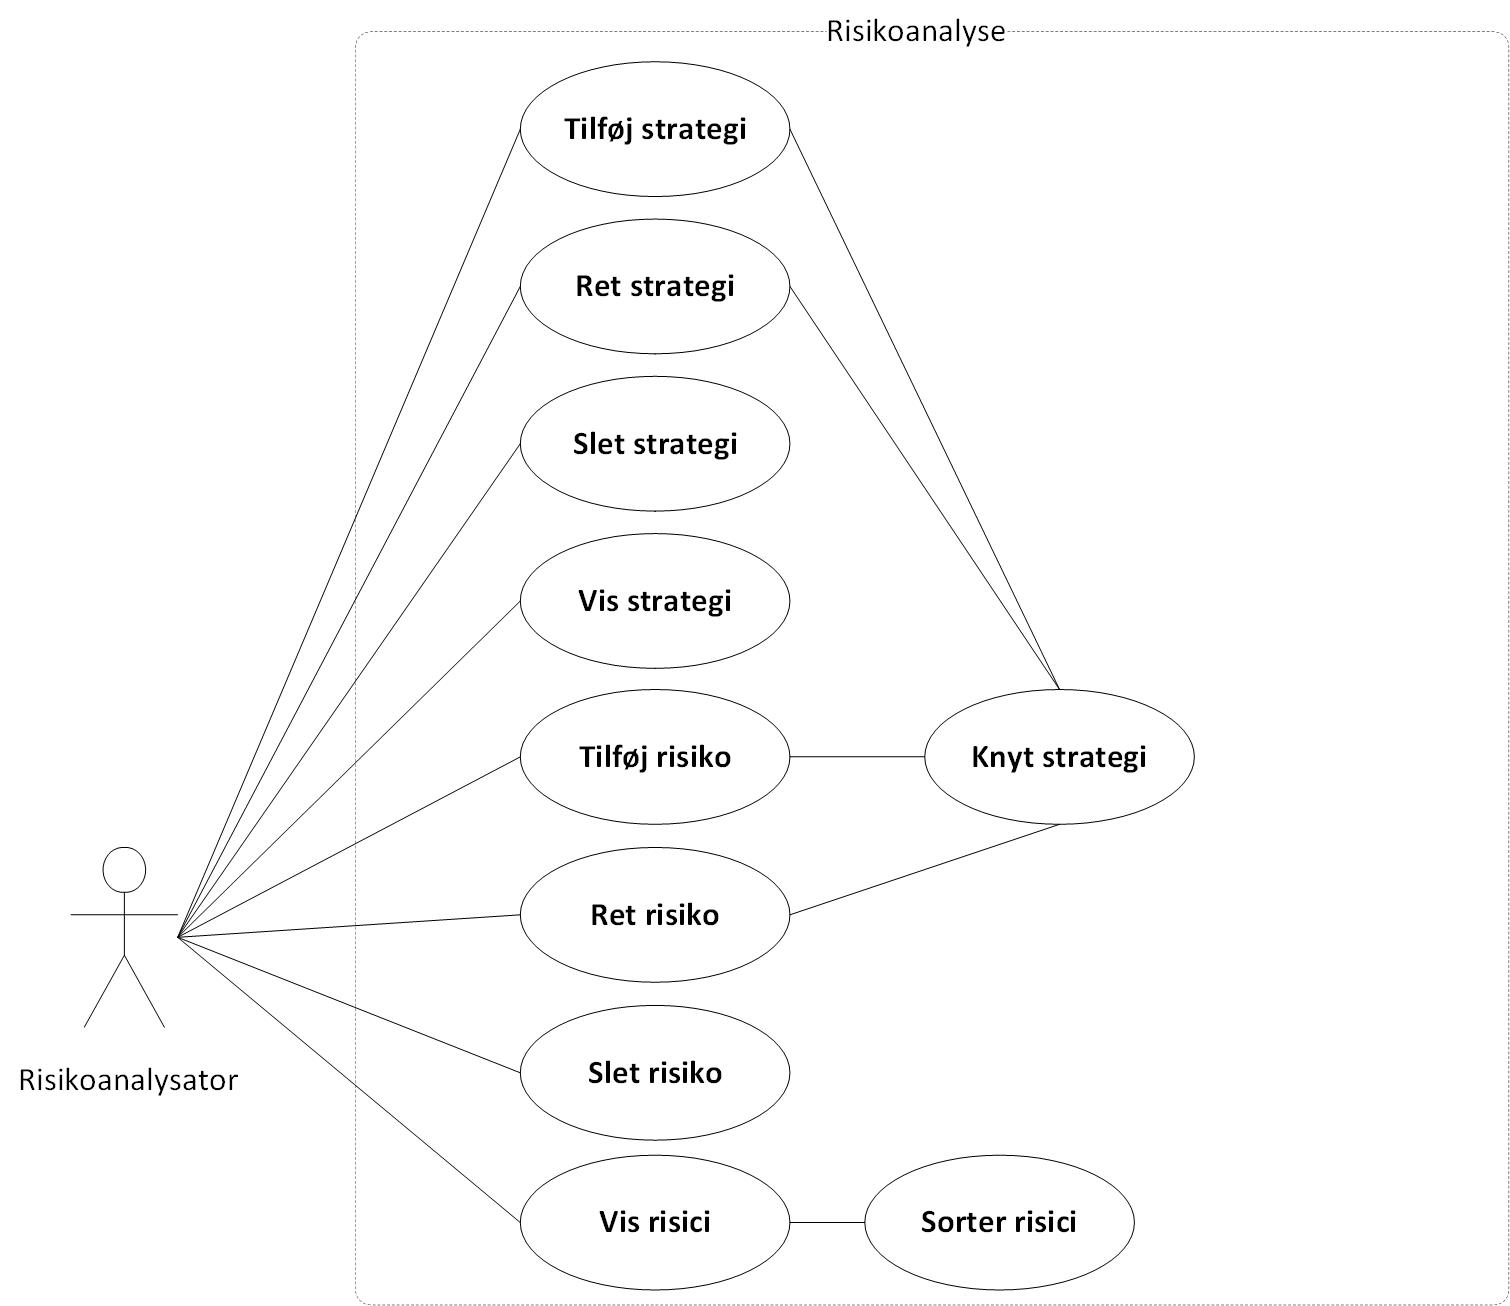 Risikoanalyse
Tilføj strategi
Ret strategi
Slet strategi
Vis strategi
Tilføj risiko
Knyt strategi
Ret risiko
Slet risiko
Risikoanalysator
Vis risici
Sorter risici